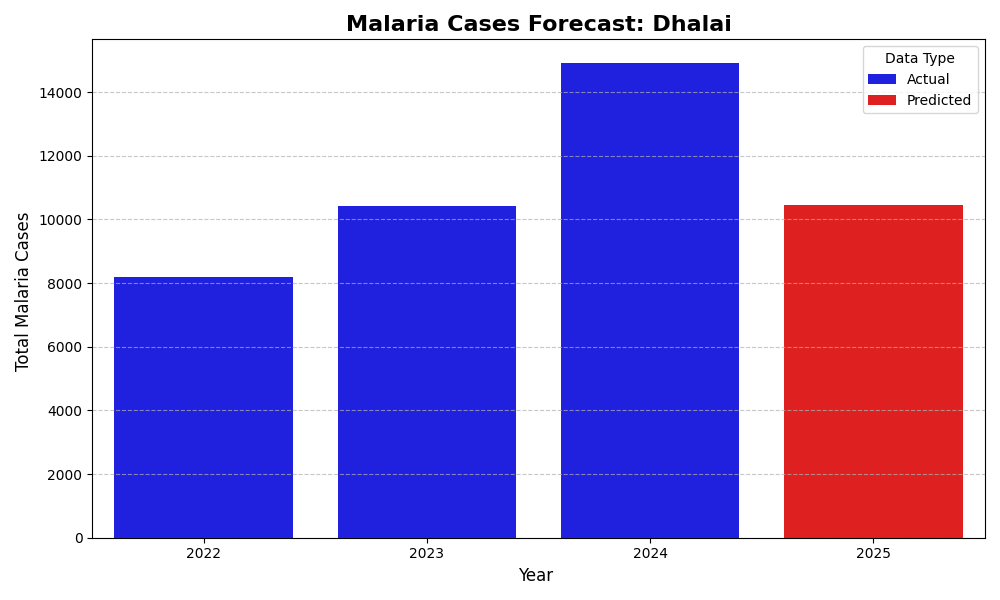 Malaria Cases Forecast: Dhalai
Data Type
Actual
Predicted
Total Malaria Cases
14000
12000
10000
8000
6000
4000
2000
0
2022
2023
2024
2025
Year